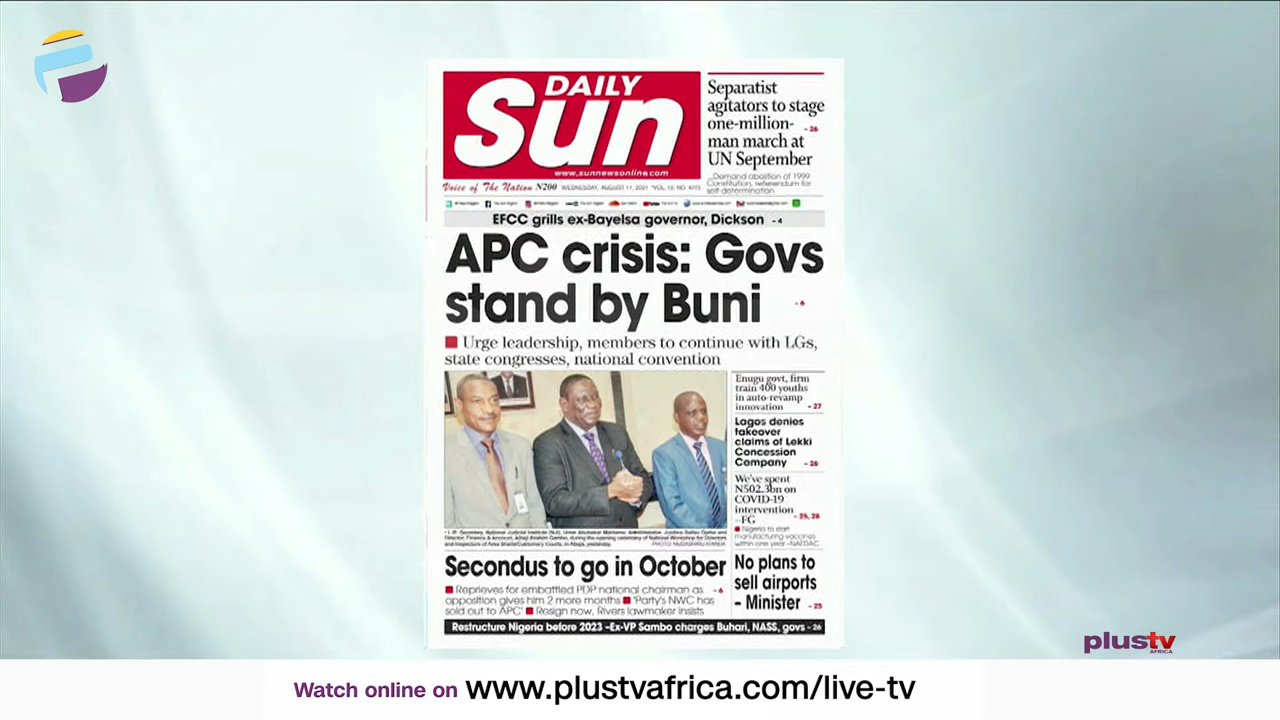 DAILY
Sun
www.sunnewsonline.com
Voice of The Nation N200 WEDNESDAY, AUGUST 11, 2021
Separatist
agitators to stage
one-million-
man march at - 26
UN September
Demand abolition of 1999
Constitution, referendum for
self-determination
EFCC grills ex-Bayelsa governor, Dickson - 4
APC crisis: Govs
stand by Buni - 6
Urge leadership, members to continue with LGs,
state congresses, national convention
Enugu govt, firm
train 400 youths
in auto-revamp
innovation - 27
Lagos denies
takeover
claims of Lekki
Concession
Company - 26
We've spent
N502.3bn on
COVID-19
intervention
–FG - 25, 26
Nigeria to start
manufacturing vaccines
within one year –NAFDAC
PHOTO:
Secondus to go in October
Reprieves for embattled PDP national chairman as - 6
opposition gives him 2 more months ■ 'Party's NWC has
sold out to APC' ■ Resign now, Rivers lawmaker insists
No plans to
sell airports
– Minister - 25
Restructure Nigeria before 2023 –Ex-VP Sambo charges Buhari, NASS, govs - 26
plustv
AFRICA
Watch online on www.plustvafrica.com/live-tv